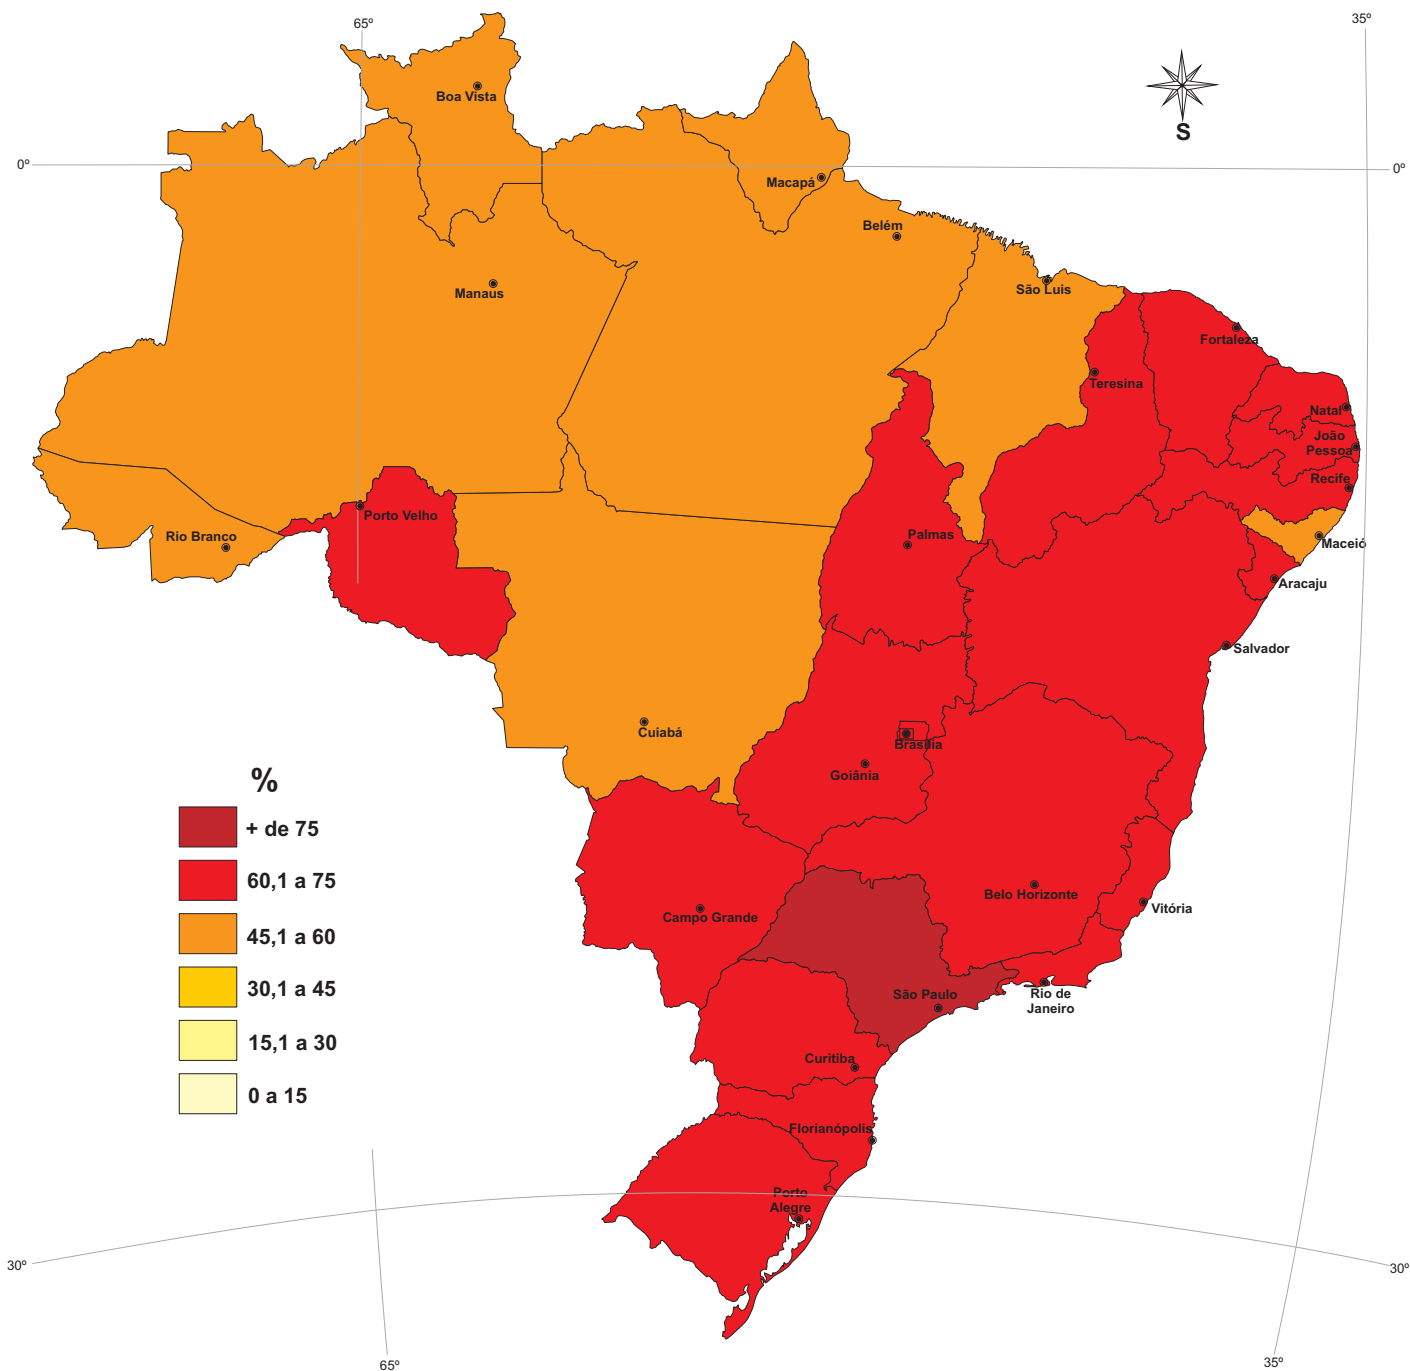 65º
35º
Boa Vista
S
0º
0º
Macapá
Belém
Manaus
São Luis
Fortaleza
Teresina
Natal
João
Pessoa
Recife
Porto Velho
Rio Branco
Palmas
Maceió
Aracaju
Salvador
Cuiabá
Brasília
Goiânia
%
+ de 75
60,1 a 75
45,1 a 60
30,1 a 45
15,1 a 30
0 a 15
Belo Horizonte
Campo Grande
Vitória
São Paulo
Rio de
Janeiro
Curitiba
Florianópolis
Porto
Alegre
30º
30º
65º
35º